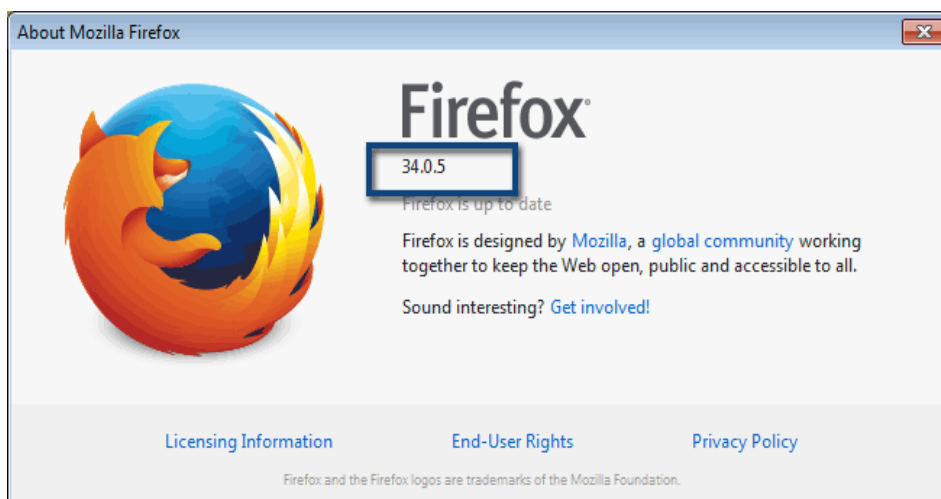 About Mozilla Firefox
Firefox
34.0.5
Firefox is up to date
Firefox is designed by Mozilla, a global community working
together to keep the Web open, public and accessible to all.
Sound interesting? Get involved!
Licensing Information End-User Rights Privacy Policy
Firefox and the Firefox logos are trademarks of the Mozilla Foundation.